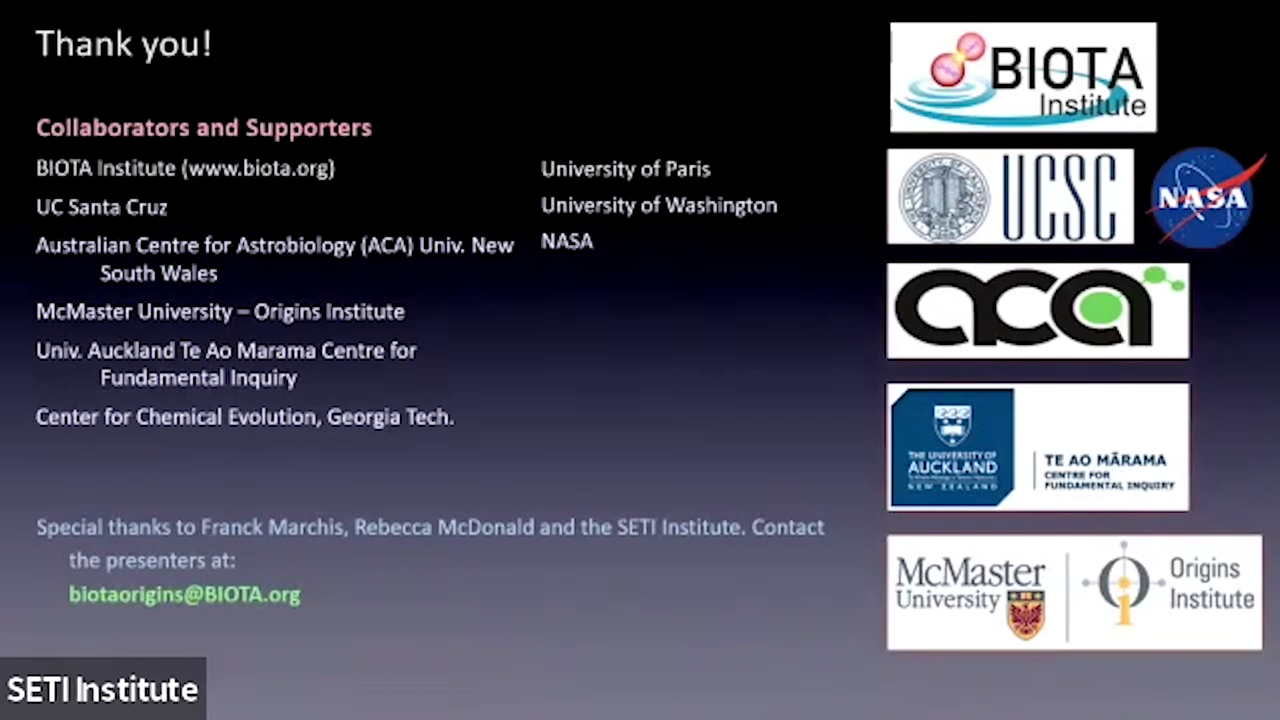 Thank you!
Collaborators and Supporters
BIOTA Institute (www.biota.org)
UC Santa Cruz
Australian Centre for Astrobiology (ACA) Univ. New
South Wales
McMaster University – Origins Institute
Univ. Auckland Te Ao Marama Centre for
Fundamental Inquiry
Center for Chemical Evolution, Georgia Tech.
University of Paris
University of Washington
NASA
Special thanks to Franck Marchis, Rebecca McDonald and the SETI Institute. Contact
the presenters at:
biotaorigins@BIOTA.org
BIOTA
Institute
UCSC
NASA
aca
THE UNIVERSITY OF
AUCKLAND
NEW ZEALAND
TE AO MĀRAMA
CENTRE FOR
FUNDAMENTAL INQUIRY
McMaster
University
Origins
Institute
SETI Institute